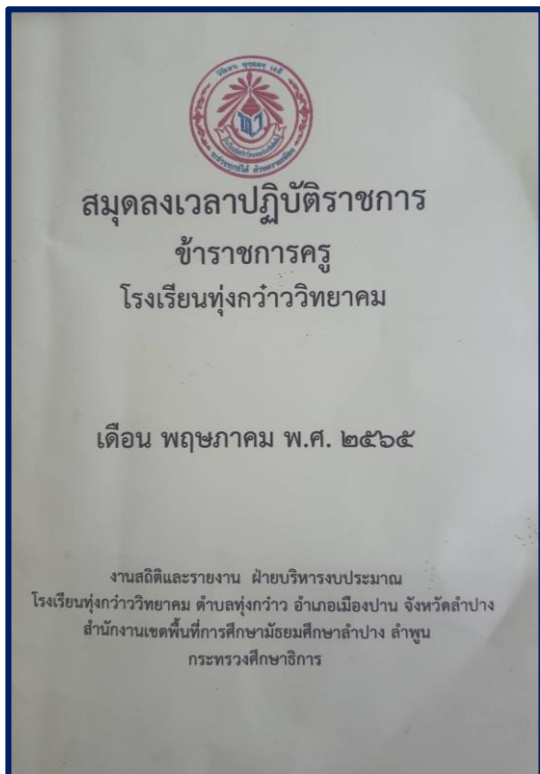 สมุดลงเวลาปฏิบัติราชการ
ข้าราชการครู
โรงเรียนทุ่งกว๋าววิทยาคม
เดือน พฤษภาคม พ.ศ. ๒๕๖๕
งานสถิติและรายงาน ฝ่ายบริหารงบประมาณ
โรงเรียนทุ่งกว๋าววิทยาคม ตำบลทุ่งกว๋าว อำเภอเมืองปาน จังหวัดลำปาง
สำนักงานเขตพื้นที่การศึกษามัธยมศึกษาลำปาง ลำพูน
กระทรวงศึกษาธิการ